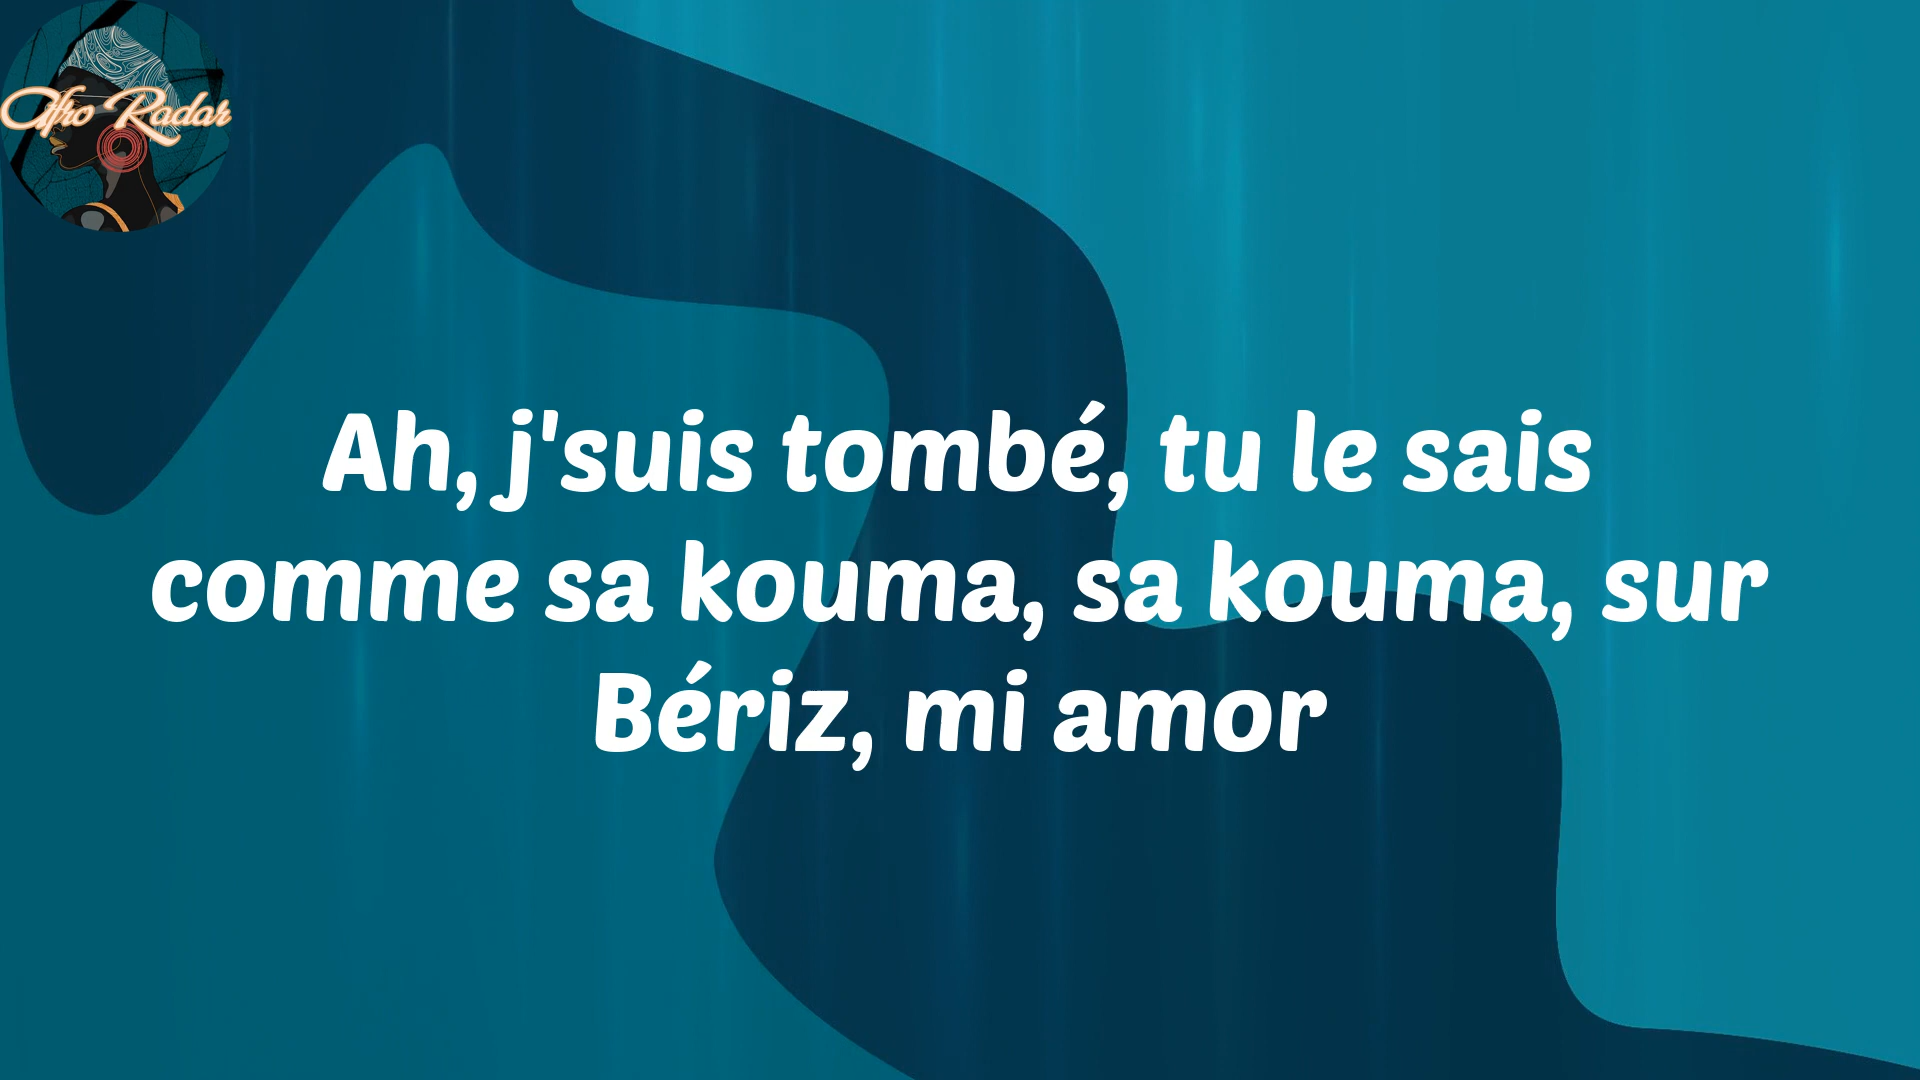 Afro Radar
Ah, j'suis tombé, tu le sais
comme sa kouma, sa kouma, sur
Bériz, mi amor